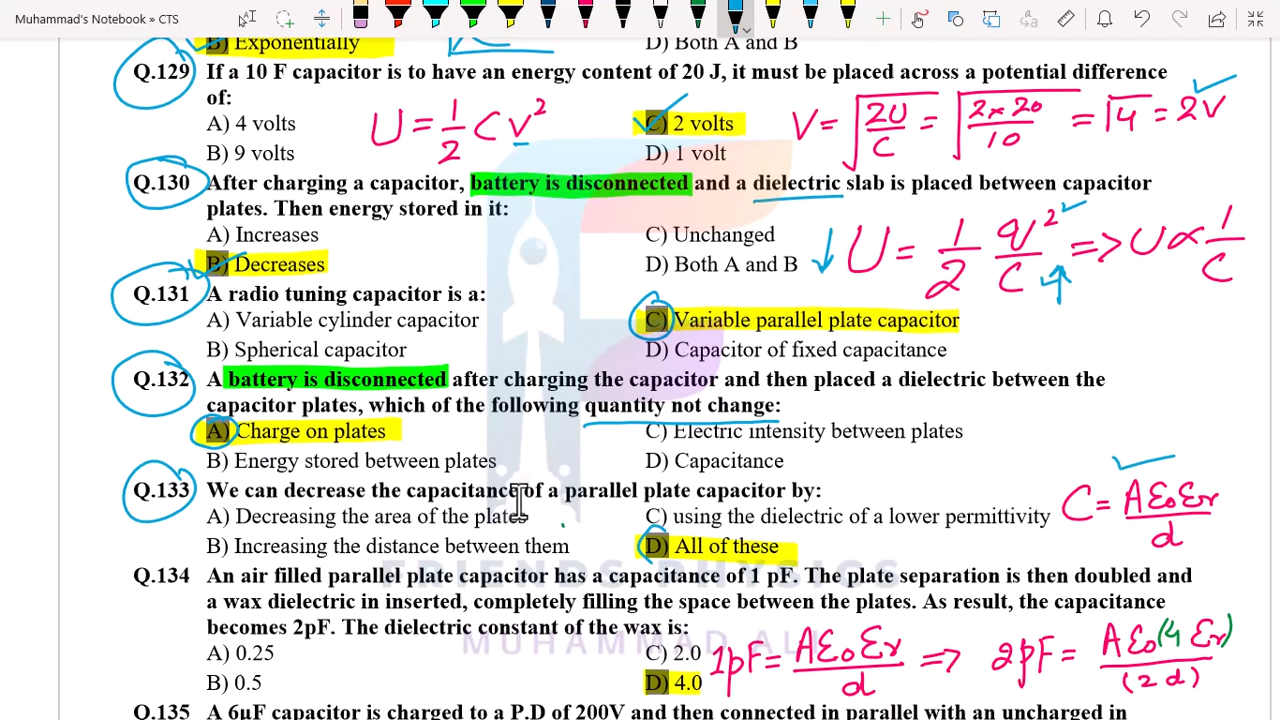 Muhammad's Notebook » CTS
B) Exponentially D) Both A and B
Q.129 If a 10 F capacitor is to have an energy content of 20 J, it must be placed across a potential difference
of:
A) 4 volts C) 2 volts
B) 9 volts D) 1 volt
U = 1/2 C V² V = √(2U/C) = √(2×20/10) = √4 = 2V
Q.130 After charging a capacitor, battery is disconnected and a dielectric slab is placed between capacitor
plates. Then energy stored in it:
A) Increases C) Unchanged
B) Decreases D) Both A and B
↓ U = 1/2 q²/C ↑ => U ∝ 1/C
Q.131 A radio tuning capacitor is a:
A) Variable cylinder capacitor C) Variable parallel plate capacitor
B) Spherical capacitor D) Capacitor of fixed capacitance
Q.132 A battery is disconnected after charging the capacitor and then placed a dielectric between the
capacitor plates, which of the following quantity not change:
A) Charge on plates C) Electric intensity between plates
B) Energy stored between plates D) Capacitance
Q.133 We can decrease the capacitance of a parallel plate capacitor by:
A) Decreasing the area of the plates C) using the dielectric of a lower permittivity
B) Increasing the distance between them D) All of these
C = Aε₀εr/d
FRIENDS PHYSICS
Q.134 An air filled parallel plate capacitor has a capacitance of 1 pF. The plate separation is then doubled and
a wax dielectric in inserted, completely filling the space between the plates. As result, the capacitance
becomes 2pF. The dielectric constant of the wax is:
MUHAMMAD ALI
A) 0.25 C) 2.0
B) 0.5 D) 4.0
1pF = Aε₀εr/d => 2pF = Aε₀(4εr)/(2d)
Q.135 A 6μF capacitor is charged to a P.D of 200V and then connected in parallel with an uncharged in